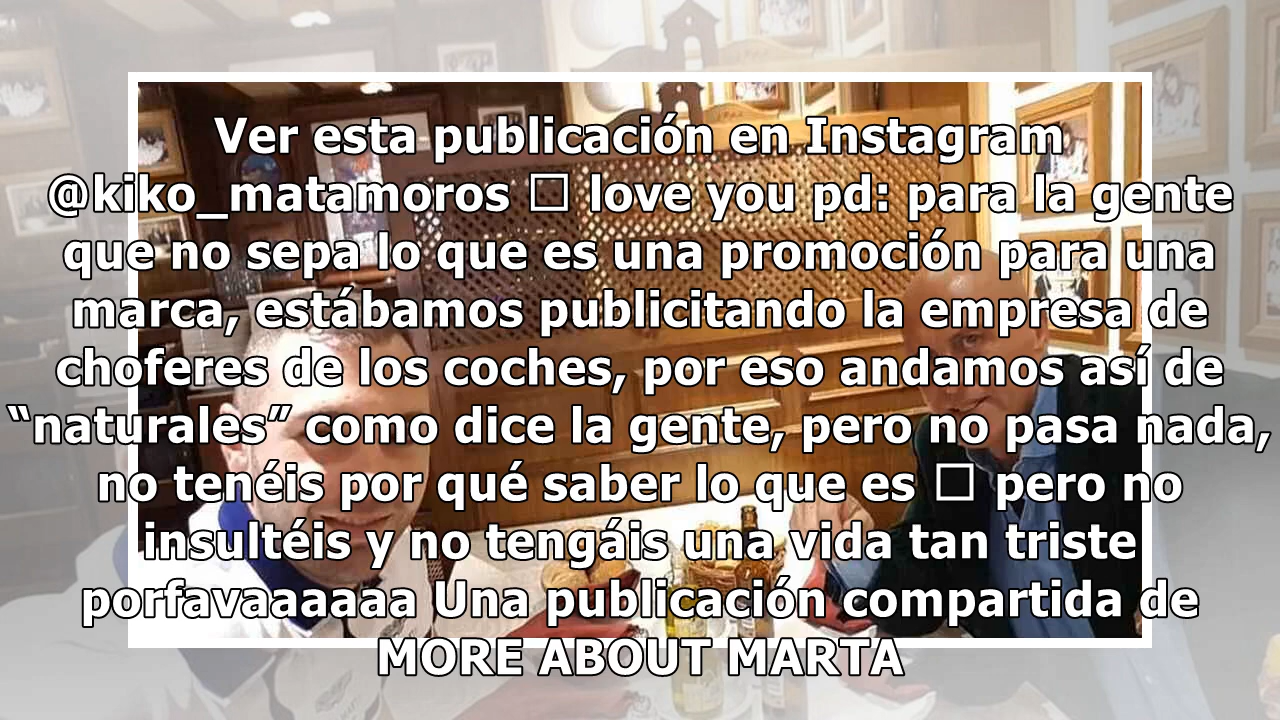 Ver esta publicación en Instagram
@kiko_matamoros □ love you pd: para la gente
que no sepa lo que es una promoción para una
marca, estábamos publicitando la empresa de
choferes de los coches, por eso andamos así de
“naturales” como dice la gente, pero no pasa nada,
no tenéis por qué saber lo que es □ pero no
insultéis y no tengáis una vida tan triste
porfavaaaaaa Una publicación compartida de
MORE ABOUT MARTA